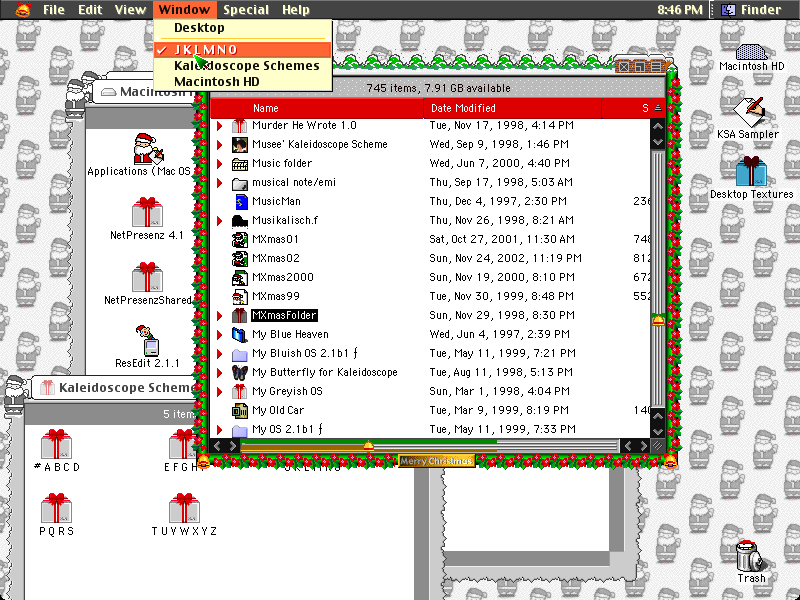 File Edit View Window Special Help 8:46 PM Finder
Desktop
✓ J K L M N O
Kaleidoscope Schemes
Macintosh HD
Macintosh HD
KSA Sampler
Desktop Textures
Trash
Applications (Mac OS
NetPresenz 4.1
NetPresenzShared
ResEdit 2.1.1
745 items, 7.91 GB available
Name Date Modified S
Murder He Wrote 1.0 Tue, Nov 17, 1998, 4:14 PM
Musee' Kaleidoscope Scheme Wed, Sep 9, 1998, 1:46 PM
Music folder Wed, Jun 7, 2000, 4:40 PM
musical note/emi Thu, Sep 17, 1998, 5:03 AM
MusicMan Thu, Dec 4, 1997, 2:30 PM 236
Musikalisch.f Thu, Nov 26, 1998, 8:21 AM
MXmas01 Sat, Oct 27, 2001, 11:30 AM 748
MXmas02 Sun, Nov 24, 2002, 11:19 PM 812
MXmas2000 Sun, Nov 19, 2000, 8:10 PM 672
MXmas99 Tue, Nov 30, 1999, 8:48 PM 552
MXmasFolder Sun, Nov 29, 1998, 8:30 PM
My Blue Heaven Wed, Jun 4, 1997, 2:39 PM
My Bluish OS 2.1b1 ƒ Tue, May 11, 1999, 7:21 PM
My Butterfly for Kaleidoscope Tue, Aug 11, 1998, 5:13 PM
My Greyish OS Sun, Mar 1, 1998, 4:04 PM
My Old Car Tue, Mar 9, 1999, 8:19 PM 140
My OS 2.1b1 ƒ Tue, May 11, 1999, 7:33 PM
Merry Christmas
Kaleidoscope Scheme
5 item
# A B C D
E F G H
J K L M N O
P Q R S
T U V W X Y Z